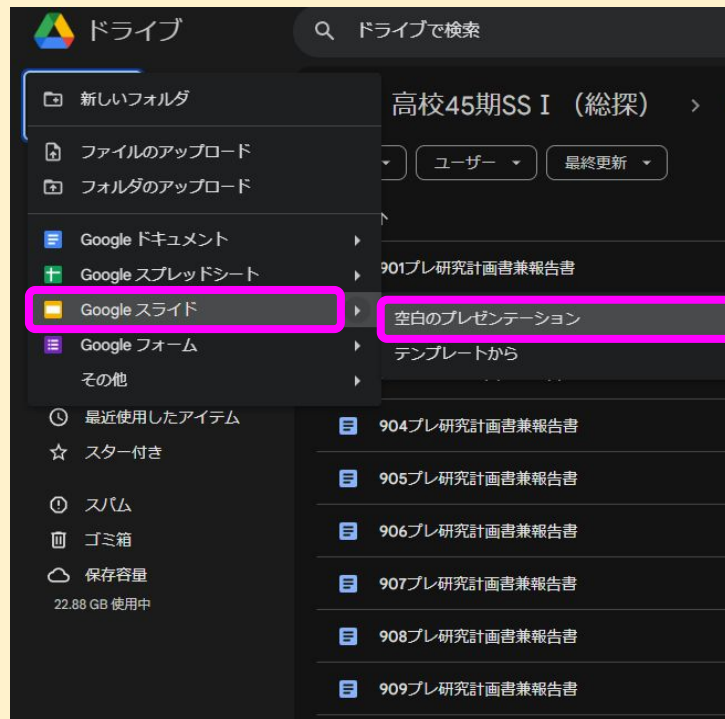 ドライブ
ドライブで検索
新しいフォルダ
ファイルのアップロード
フォルダのアップロード
Google ドキュメント
Google スプレッドシート
Google スライド
Google フォーム
その他
空白のプレゼンテーション
テンプレートから
最近使用したアイテム
スター付き
スパム
ゴミ箱
保存容量
22.88 GB 使用中
高校45期SSⅠ（総探）
ユーザー
最終更新
901プレ研究計画書兼報告書
904プレ研究計画書兼報告書
905プレ研究計画書兼報告書
906プレ研究計画書兼報告書
907プレ研究計画書兼報告書
908プレ研究計画書兼報告書
909プレ研究計画書兼報告書